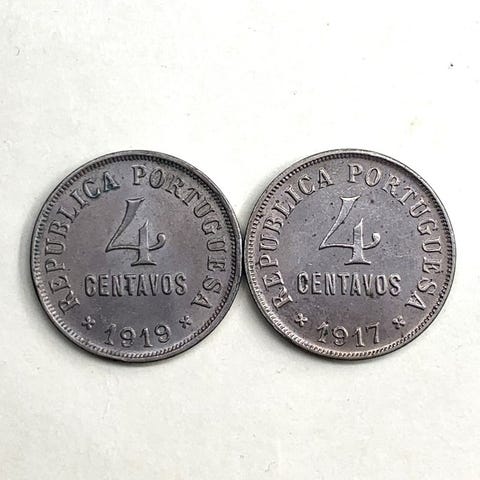 REPUBLICA PORTUGUESA
4
CENTAVOS
* 1919 *
REPUBLICA PORTUGUESA
4
CENTAVOS
* 1917 *